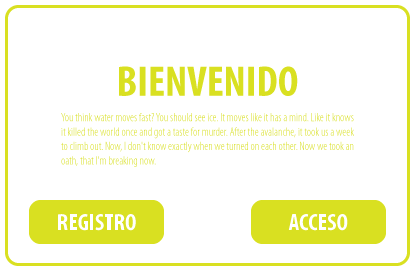 BIENVENIDO
You think water moves fast? You should see ice. It moves like it has a mind. Like it knows
it killed the world once and got a taste for murder. After the avalanche, it took us a week
to climb out. Now, I don't know exactly when we turned on each other. Now we took an
oath, that I'm breaking now.
REGISTRO
ACCESO